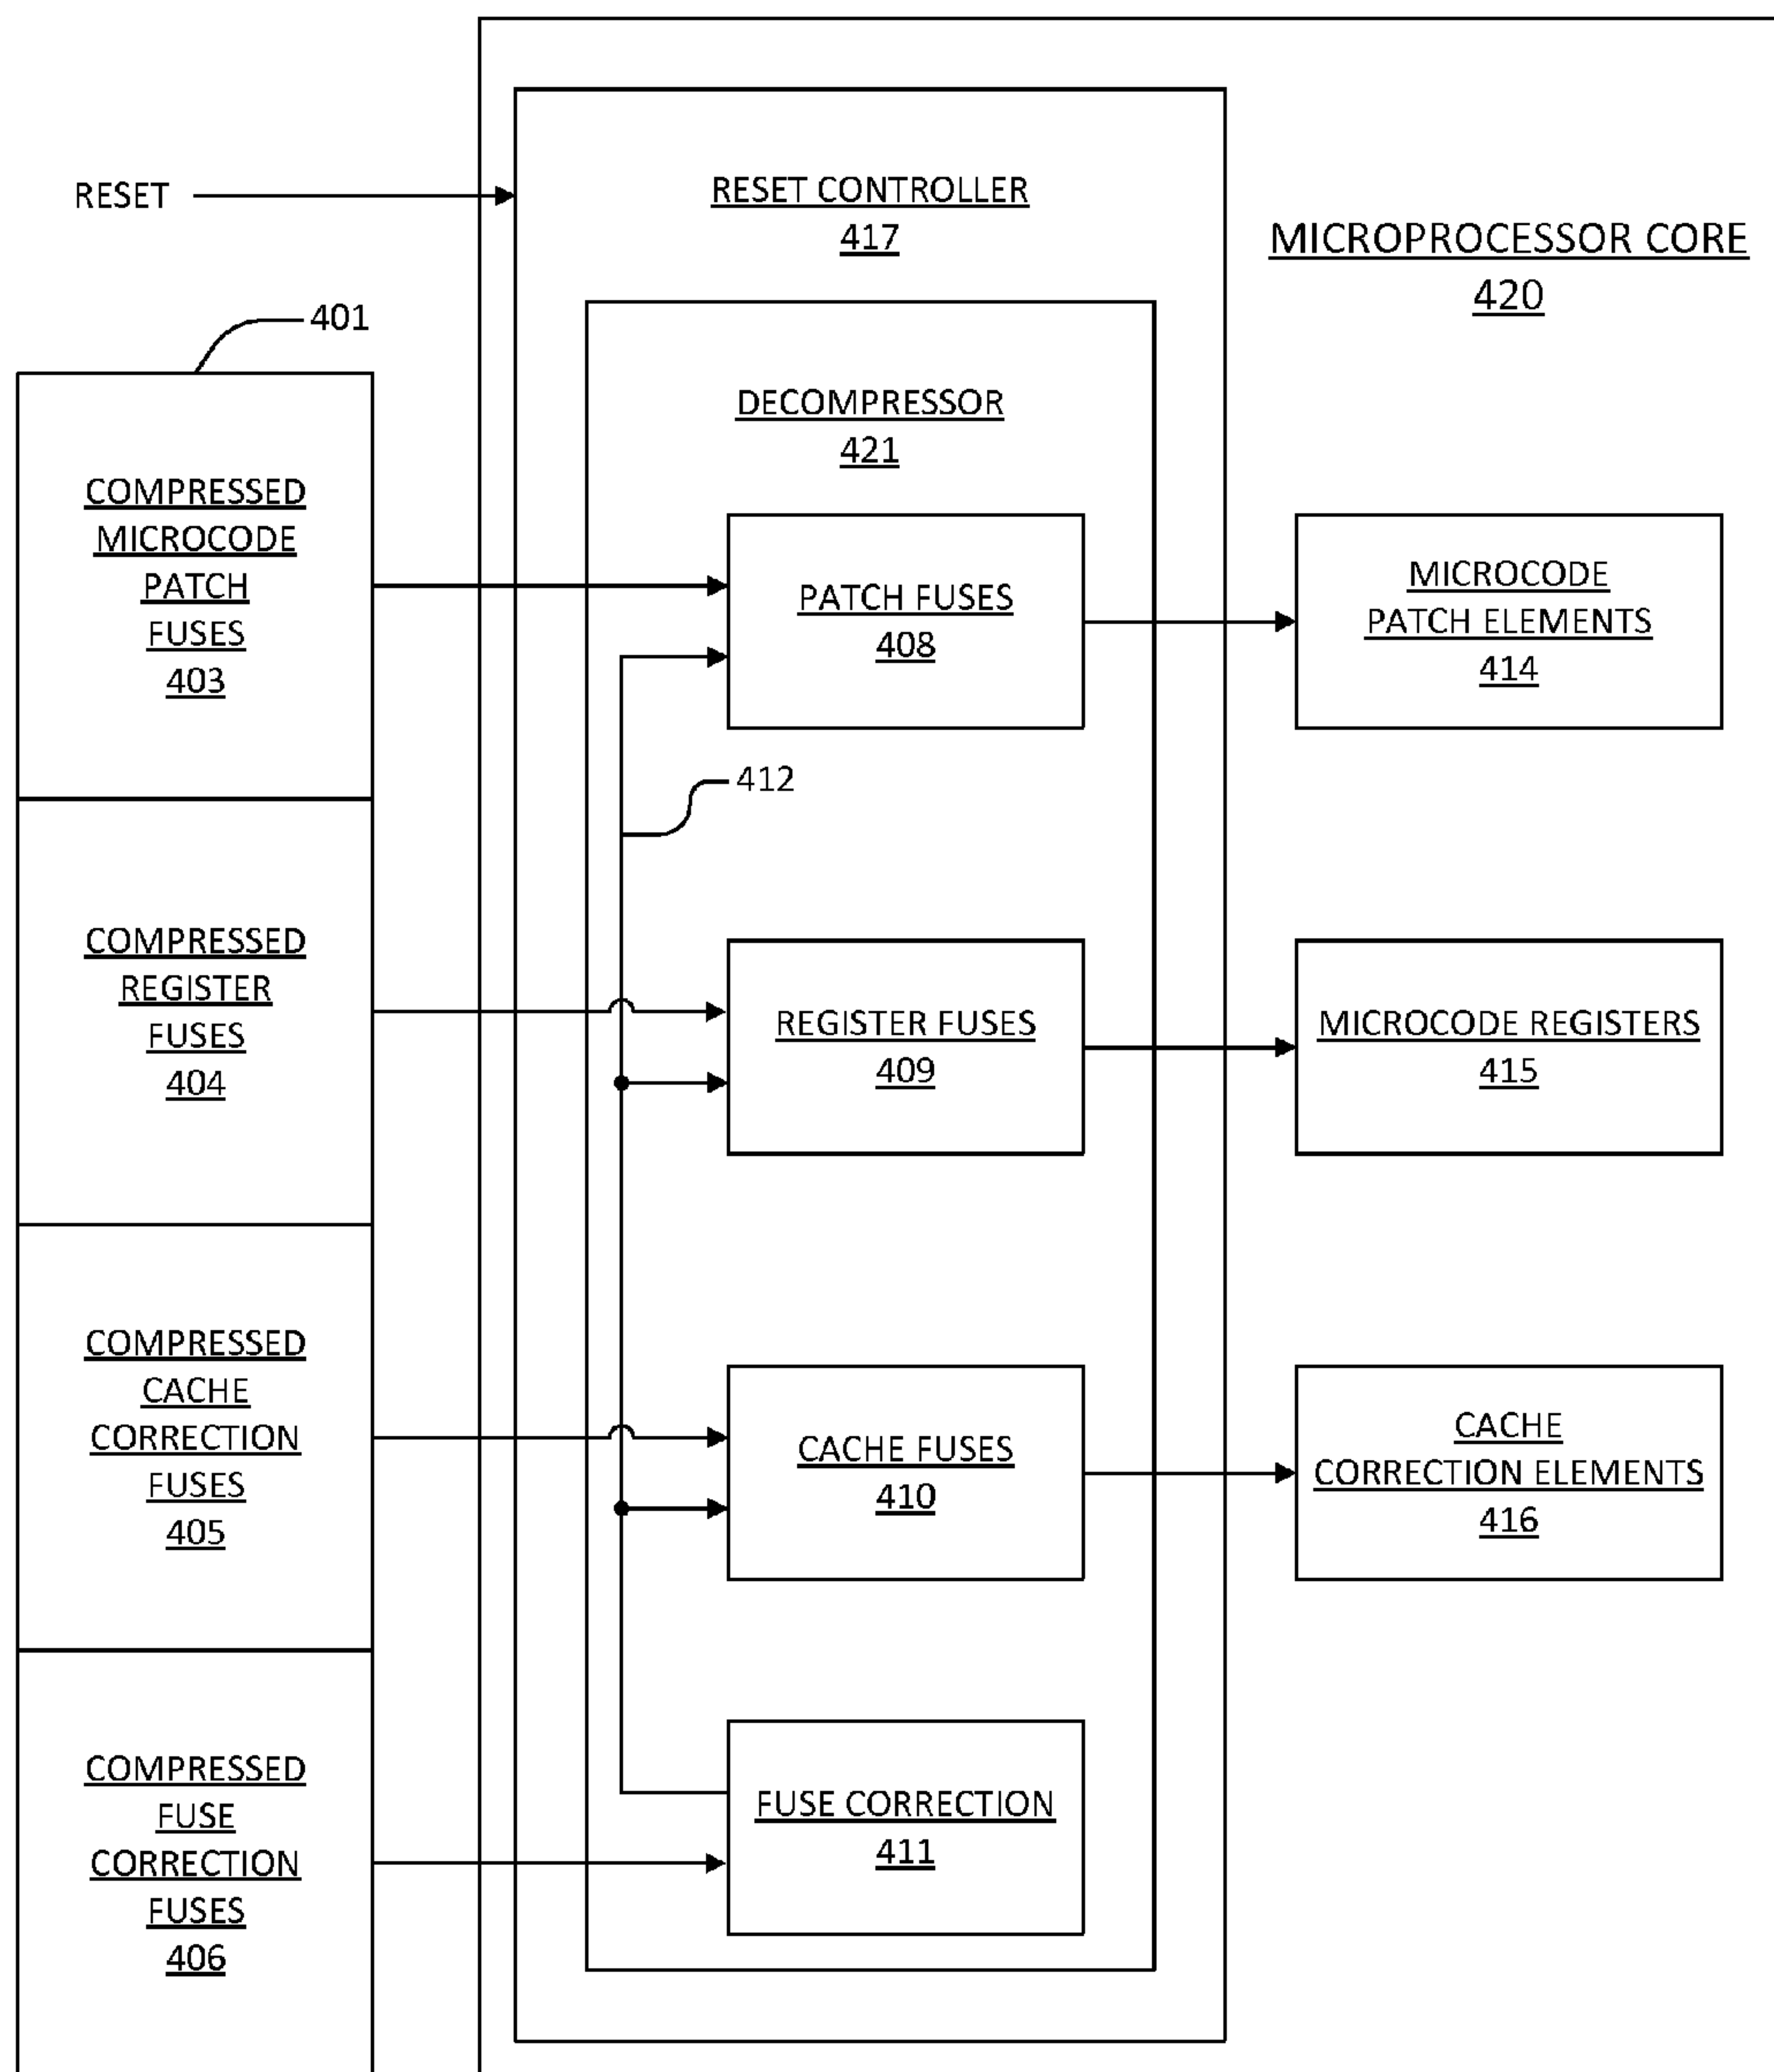 RESET
RESET CONTROLLER
417
MICROPROCESSOR CORE
420
401
DECOMPRESSOR
421
COMPRESSED
MICROCODE
PATCH
FUSES
403
PATCH FUSES
408
MICROCODE
PATCH ELEMENTS
414
412
COMPRESSED
REGISTER
FUSES
404
REGISTER FUSES
409
MICROCODE REGISTERS
415
COMPRESSED
CACHE
CORRECTION
FUSES
405
CACHE FUSES
410
CACHE
CORRECTION ELEMENTS
416
COMPRESSED
FUSE
CORRECTION
FUSES
406
FUSE CORRECTION
411